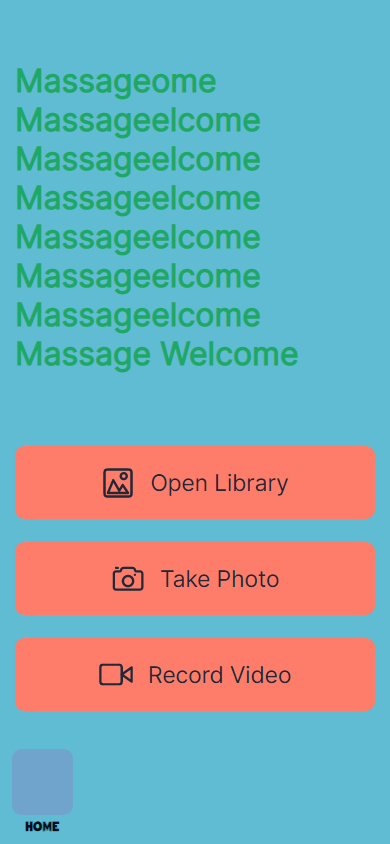 Massageome
Massageelcome
Massageelcome
Massageelcome
Massageelcome
Massageelcome
Massageelcome
Massage Welcome
Open Library
Take Photo
Record Video
HOME